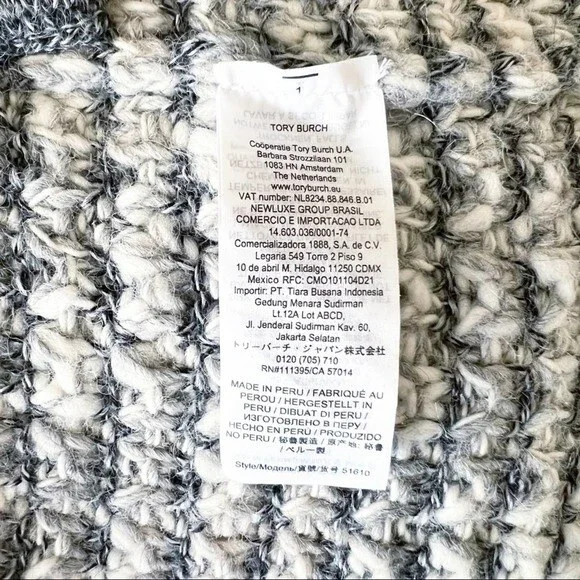 1
TORY BURCH
Coöperatie Tory Burch U.A.
Barbara Strozzilaan 101
1083 HN Amsterdam
The Netherlands
www.toryburch.eu
VAT number: NL8234.88.846.B.01
NEWLUXE GROUP BRASIL
COMERCIO E IMPORTACAO LTDA
14.603.036/0001-74
Comercializadora 1888, S.A. de C.V.
Legaria 549 Torre 2 Piso 9
10 de abril M. Hidalgo 11250 CDMX
Mexico RFC: CMO101104D21
Importir: PT. Tiara Busana Indonesia
Gedung Menara Sudirman
Lt.12A Lot ABCD,
Jl. Jenderal Sudirman Kav. 60,
Jakarta Selatan
トリーバーチ・ジャパン株式会社
0120 (705) 710
RN#111395/CA 57014
MADE IN PERU / FABRIQUÉ AU
PEROU / HERGESTELLT IN
PERU / DIBUAT DI PERU /
ИЗГОТОВЛЕНО В ПЕРУ /
HECHO EN PERU / PRODUZIDO
NO PERU / 秘魯製造 / 原产地: 秘鲁
/ ペルー製
Style/Модель/貨號/货号 51610